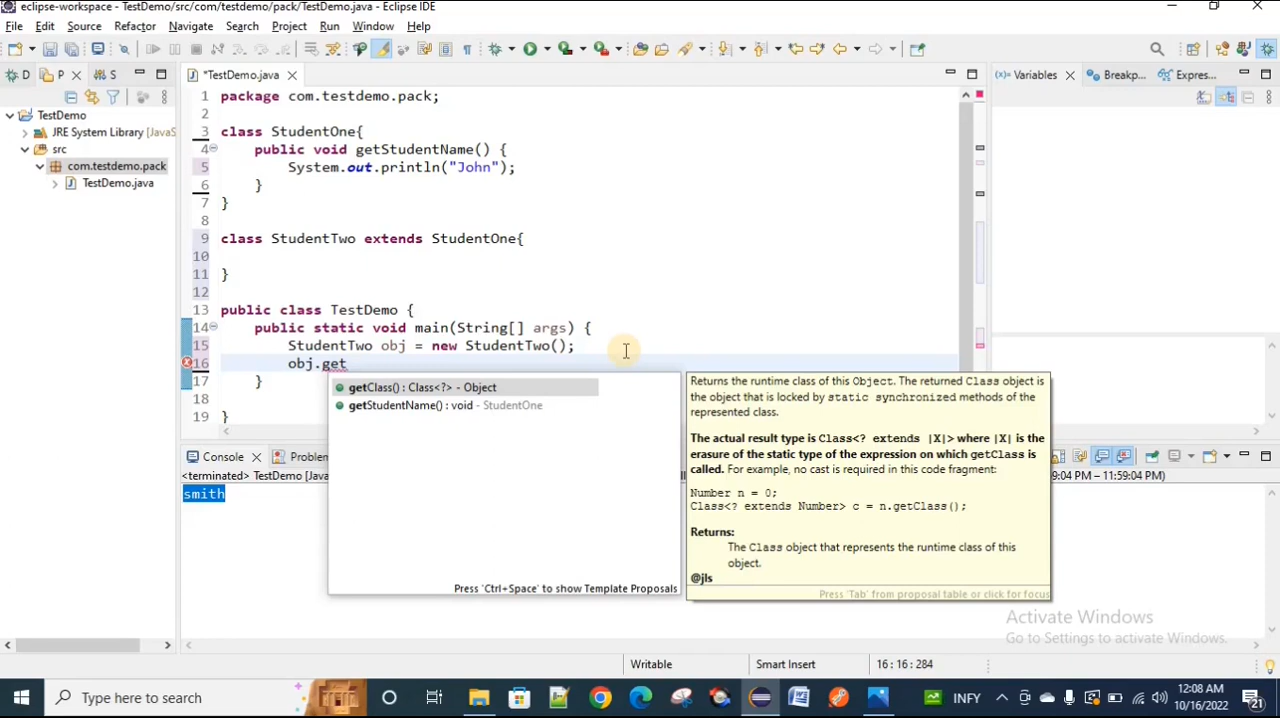 eclipse-workspace - TestDemo/src/com/testdemo/pack/TestDemo.java - Eclipse IDE
File Edit Source Refactor Navigate Search Project Run Window Help
D P S
*TestDemo.java
(x)= Variables Breakp... Expres...
TestDemo
JRE System Library [JavaS
src
com.testdemo.pack
TestDemo.java
1 package com.testdemo.pack;
2
3 class StudentOne{
4 public void getStudentName() {
5 System.out.println("John");
6 }
7 }
8
9 class StudentTwo extends StudentOne{
10
11 }
12
13 public class TestDemo {
14 public static void main(String[] args) {
15 StudentTwo obj = new StudentTwo();
16 obj.get
17 }
18
19 }
getClass() : Class<?> - Object
getStudentName() : void - StudentOne
Press 'Ctrl+Space' to show Template Proposals
Returns the runtime class of this Object. The returned Class object is
the object that is locked by static synchronized methods of the
represented class.
The actual result type is Class<? extends |X|> where |X| is the
erasure of the static type of the expression on which getClass is
called. For example, no cast is required in this code fragment:
Number n = 0;
Class<? extends Number> c = n.getClass();
Returns:
The Class object that represents the runtime class of this
object.
@jls
Press 'Tab' from proposal table or click for focus
Console Problem
<terminated> TestDemo [Java
9:04 PM – 11:59:04 PM)
smith
Activate Windows
Go to Settings to activate Windows.
Writable Smart Insert 16 : 16 : 284
Type here to search
INFY
12:08 AM
10/16/2022
21